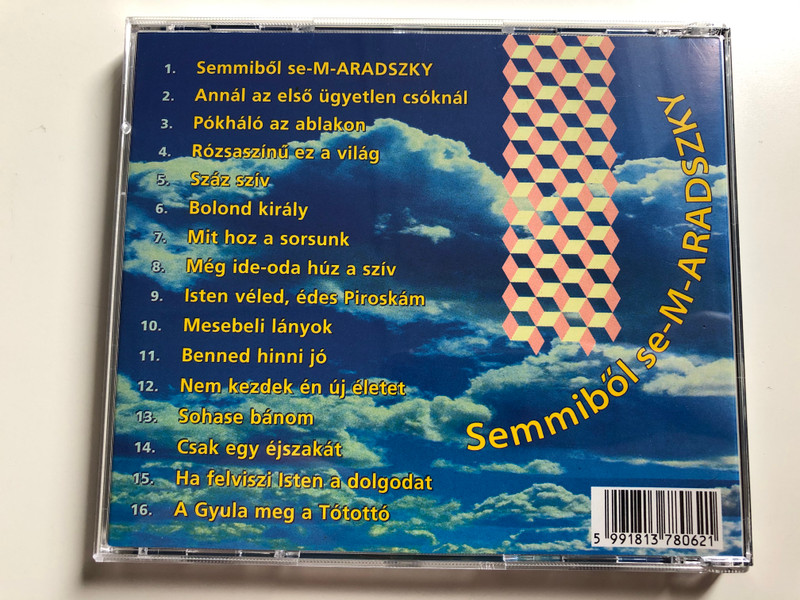 1. Semmiből se-M-ARADSZKY
2. Annál az első ügyetlen csóknál
3. Pókháló az ablakon
4. Rózsaszínű ez a világ
5. Száz szív
6. Bolond király
7. Mit hoz a sorsunk
8. Még ide-oda húz a szív
9. Isten véled, édes Piroskám
10. Mesebeli lányok
11. Benned hinni jó
12. Nem kezdek én új életet
13. Sohase bánom
14. Csak egy éjszakát
15. Ha felviszi Isten a dolgodat
16. A Gyula meg a Tótottó
Semmiből se-M-ARADSZKY
5 991813 780621